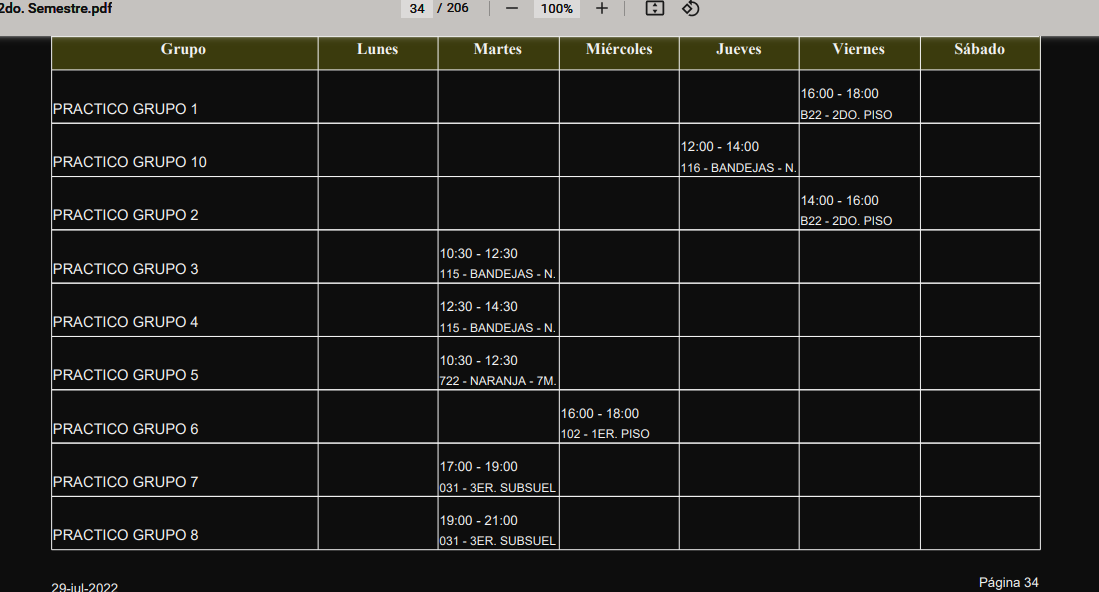 2do. Semestre.pdf 34 / 206 — 100% +
Grupo Lunes Martes Miércoles Jueves Viernes Sábado
16:00 - 18:00
PRACTICO GRUPO 1
B22 - 2DO. PISO
12:00 - 14:00
PRACTICO GRUPO 10
116 - BANDEJAS - N.
14:00 - 16:00
PRACTICO GRUPO 2
B22 - 2DO. PISO
10:30 - 12:30
PRACTICO GRUPO 3
115 - BANDEJAS - N.
12:30 - 14:30
PRACTICO GRUPO 4
115 - BANDEJAS - N.
10:30 - 12:30
PRACTICO GRUPO 5
722 - NARANJA - 7M.
16:00 - 18:00
PRACTICO GRUPO 6
102 - 1ER. PISO
17:00 - 19:00
PRACTICO GRUPO 7
031 - 3ER. SUBSUEL
19:00 - 21:00
PRACTICO GRUPO 8
031 - 3ER. SUBSUEL
29-jul-2022 Página 34